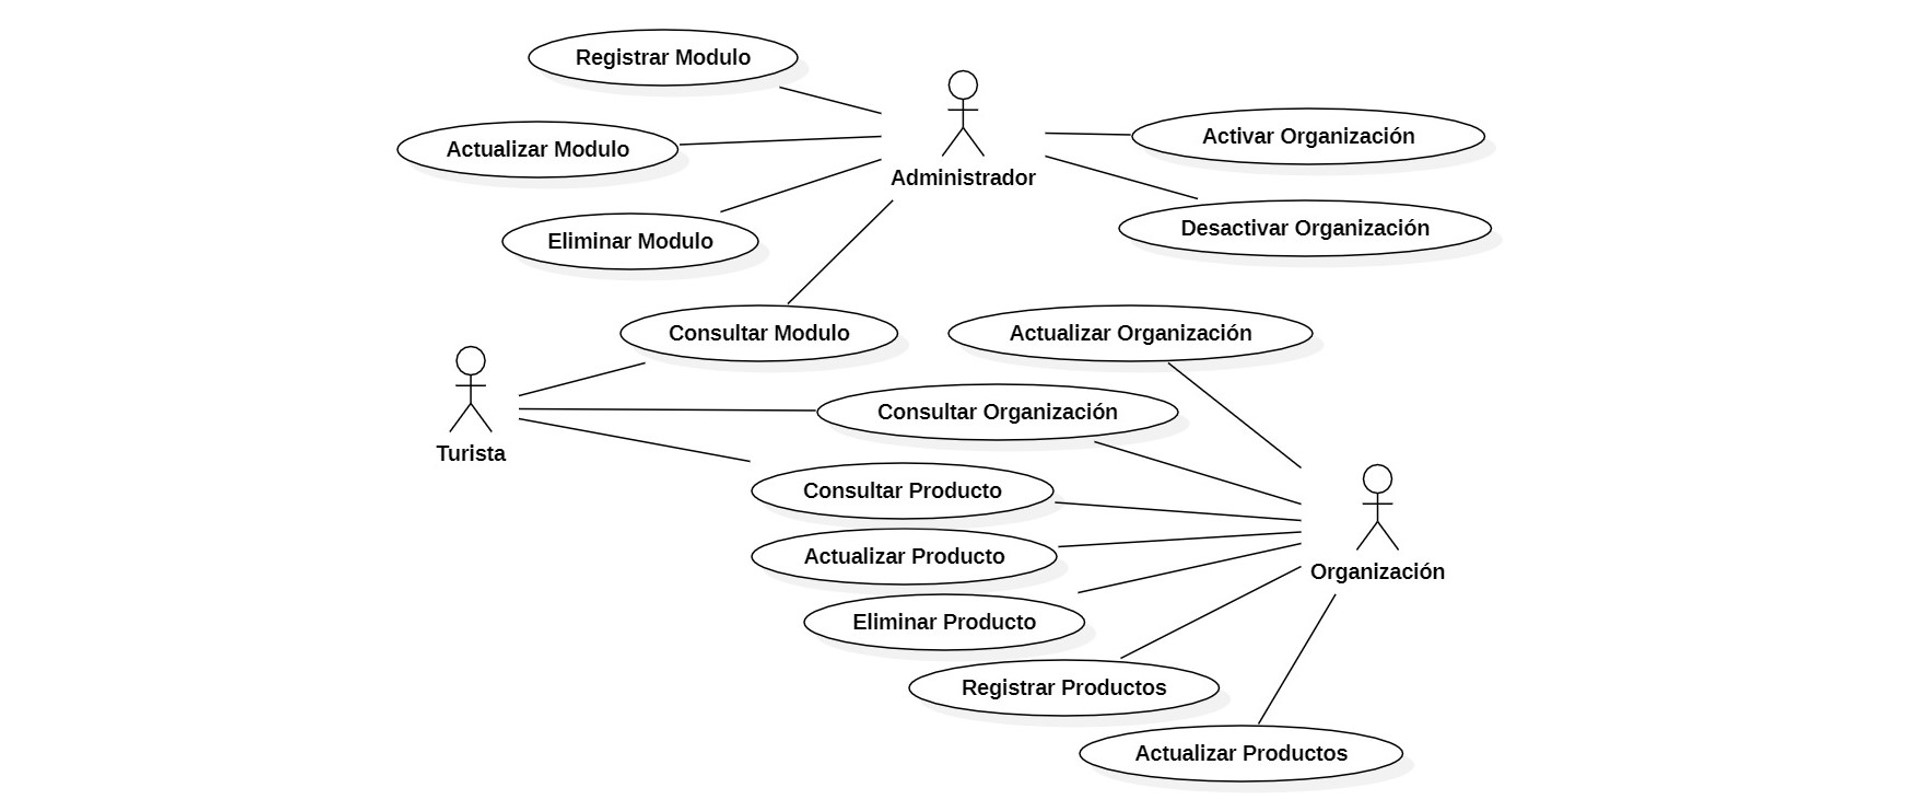 Registrar Modulo
Actualizar Modulo
Activar Organización
Administrador
Desactivar Organización
Eliminar Modulo
Consultar Modulo
Actualizar Organización
Consultar Organización
Turista
Consultar Producto
Actualizar Producto
Organización
Eliminar Producto
Registrar Productos
Actualizar Productos